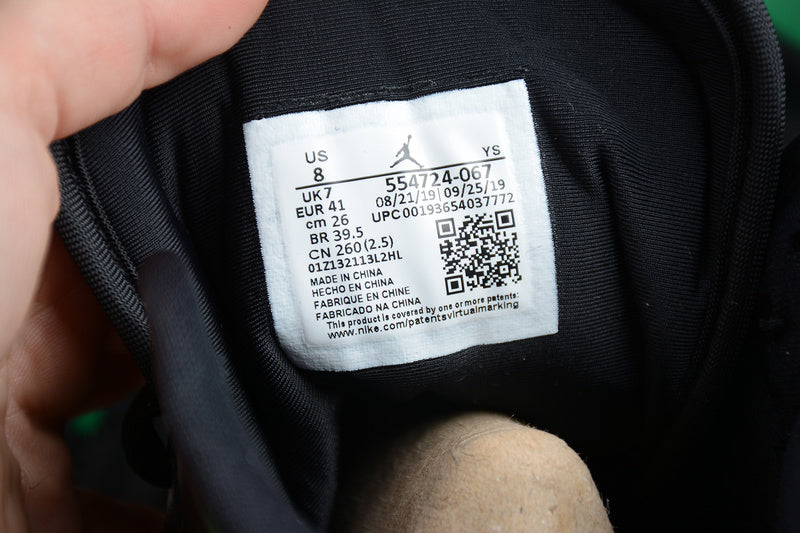 US YS
8 554724-067
UK 7 08/21/19 09/25/19
EUR 41 UPC 00193654037772
cm 26
BR 39.5
CN 260(2.5)
01Z132113L2HL
MADE IN CHINA
HECHO EN CHINA
FABRIQUE EN CHINE
FABRICADO NA CHINA
This product is covered by one or more patents:
www.nike.com/patentsvirtualmarking